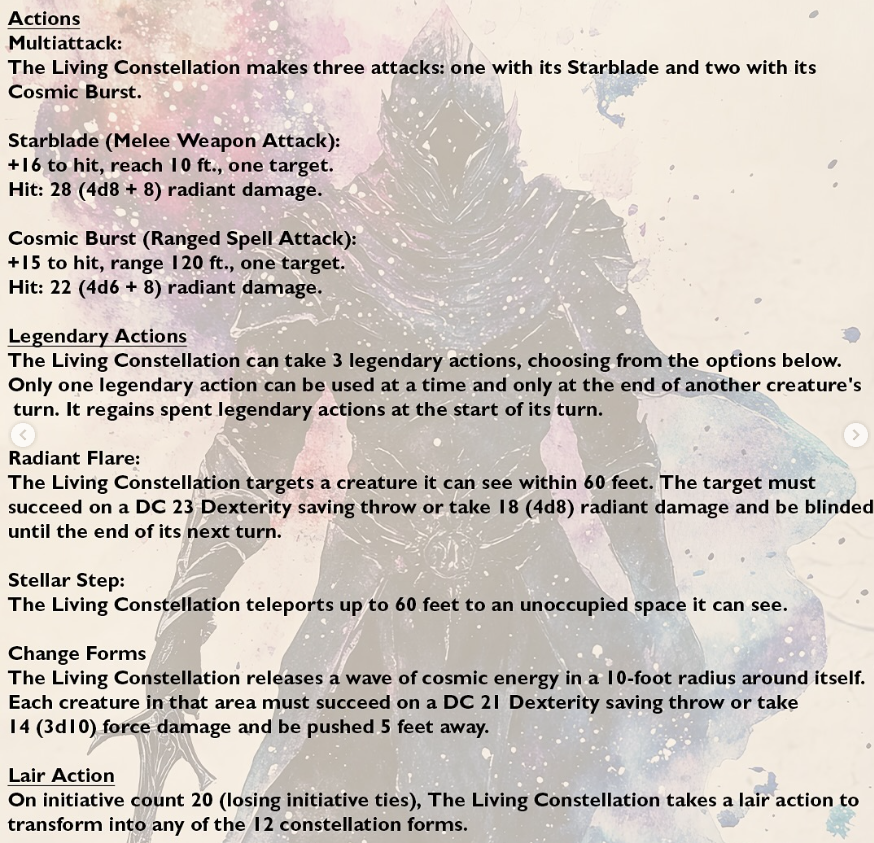 Actions
Multiattack:
The Living Constellation makes three attacks: one with its Starblade and two with its
Cosmic Burst.
Starblade (Melee Weapon Attack):
+16 to hit, reach 10 ft., one target.
Hit: 28 (4d8 + 8) radiant damage.
Cosmic Burst (Ranged Spell Attack):
+15 to hit, range 120 ft., one target.
Hit: 22 (4d6 + 8) radiant damage.
Legendary Actions
The Living Constellation can take 3 legendary actions, choosing from the options below.
Only one legendary action can be used at a time and only at the end of another creature's
turn. It regains spent legendary actions at the start of its turn.
Radiant Flare:
The Living Constellation targets a creature it can see within 60 feet. The target must
succeed on a DC 23 Dexterity saving throw or take 18 (4d8) radiant damage and be blinded
until the end of its next turn.
Stellar Step:
The Living Constellation teleports up to 60 feet to an unoccupied space it can see.
Change Forms
The Living Constellation releases a wave of cosmic energy in a 10-foot radius around itself.
Each creature in that area must succeed on a DC 21 Dexterity saving throw or take
14 (3d10) force damage and be pushed 5 feet away.
Lair Action
On initiative count 20 (losing initiative ties), The Living Constellation takes a lair action to
transform into any of the 12 constellation forms.